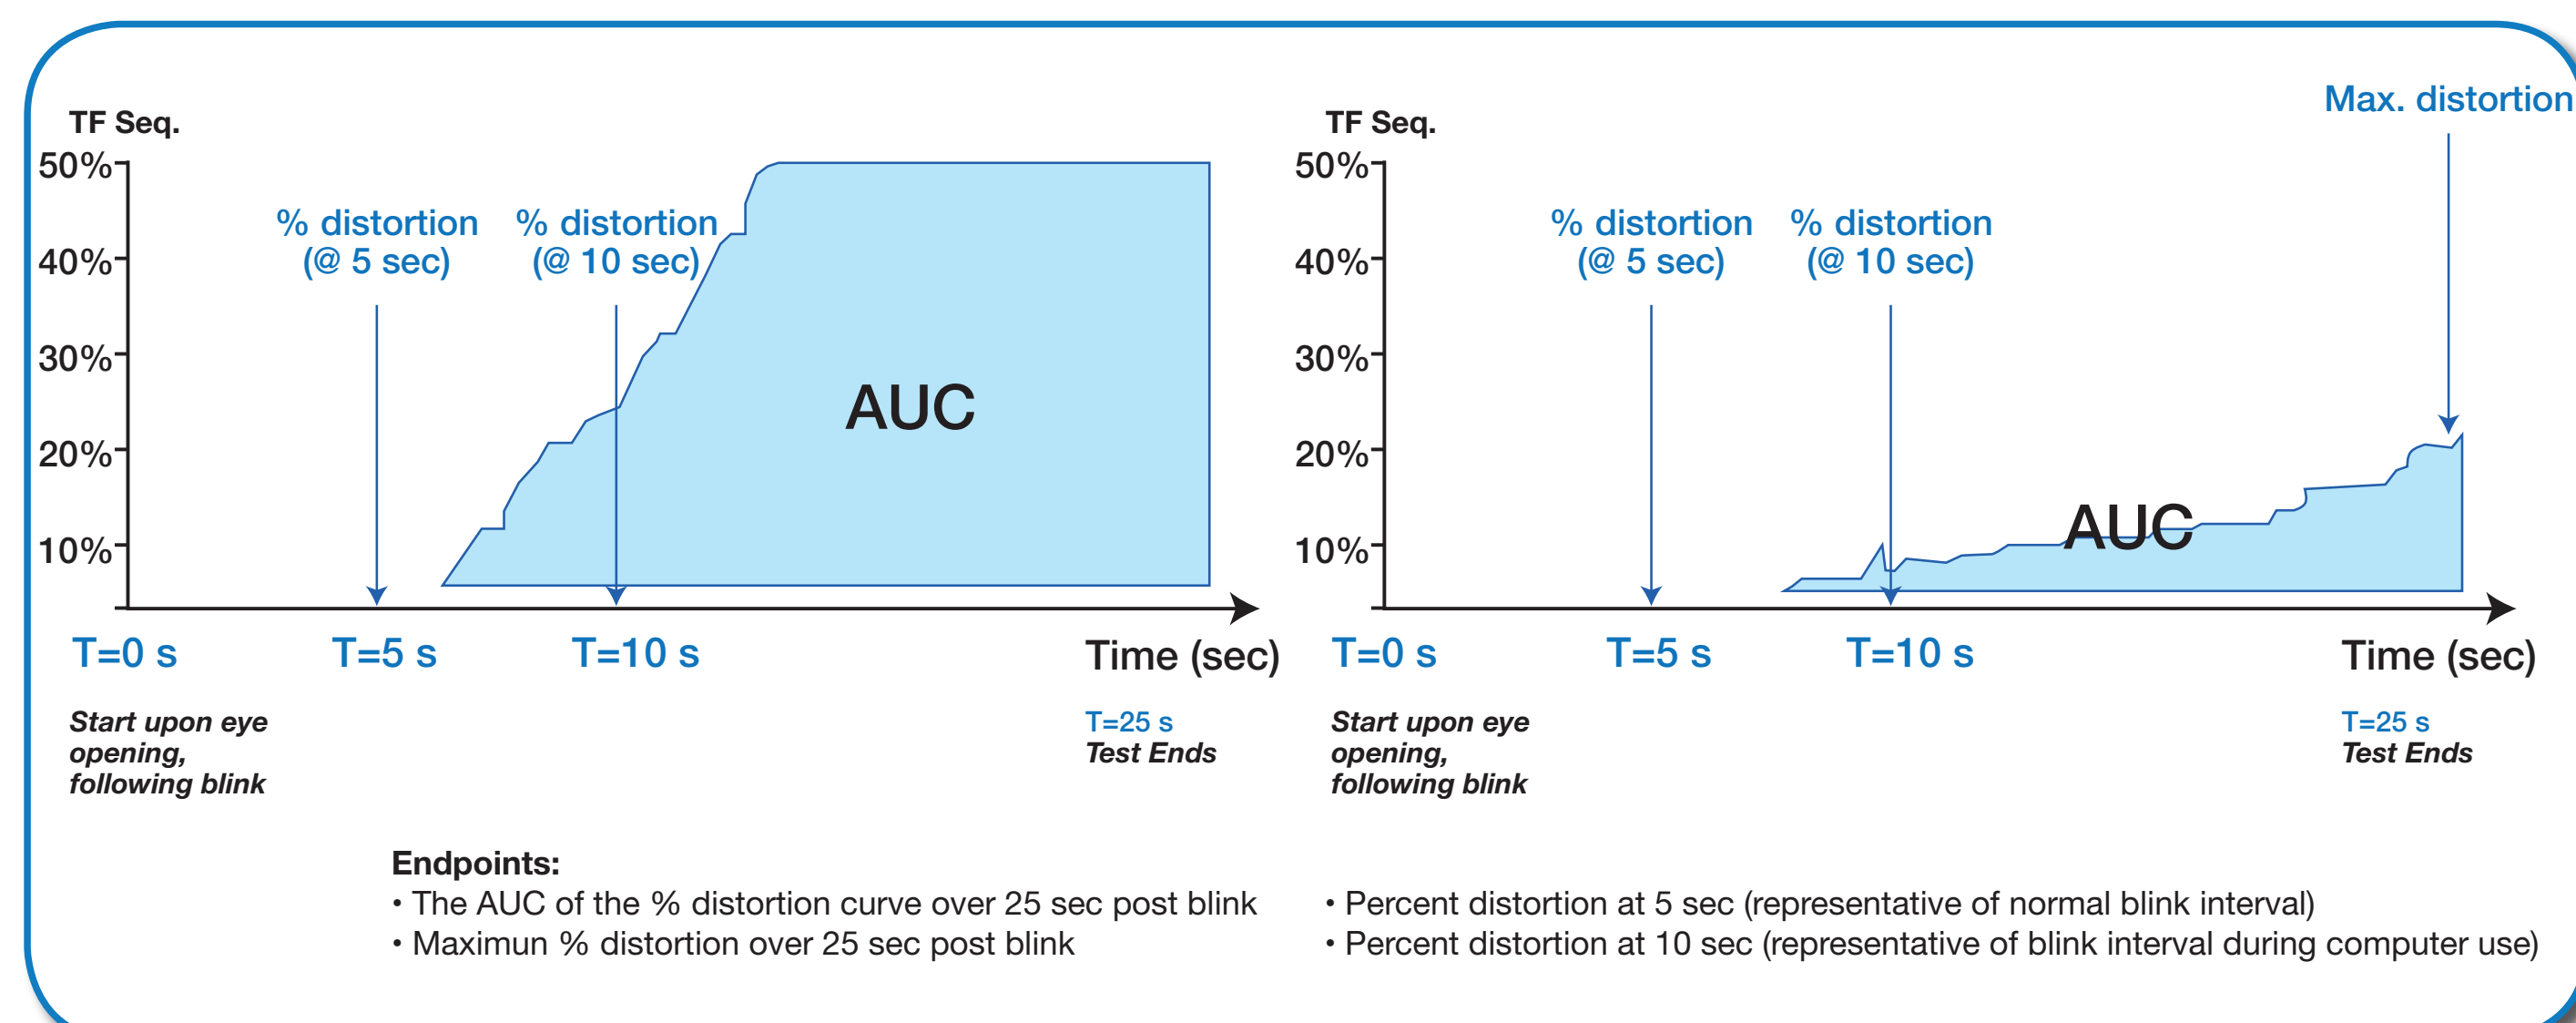 TF Seq.
50%
40%
30%
20%
10%
% distortion
(@ 5 sec)
% distortion
(@ 10 sec)
AUC
T=0 s
T=5 s
T=10 s
Time (sec)
Start upon eye
opening,
following blink
T=25 s
Test Ends
TF Seq.
50%
40%
30%
20%
10%
% distortion
(@ 5 sec)
% distortion
(@ 10 sec)
Max. distortion
AUC
T=0 s
T=5 s
T=10 s
Time (sec)
Start upon eye
opening,
following blink
T=25 s
Test Ends
Endpoints:
• The AUC of the % distortion curve over 25 sec post blink
• Maximun % distortion over 25 sec post blink
• Percent distortion at 5 sec (representative of normal blink interval)
• Percent distortion at 10 sec (representative of blink interval during computer use)